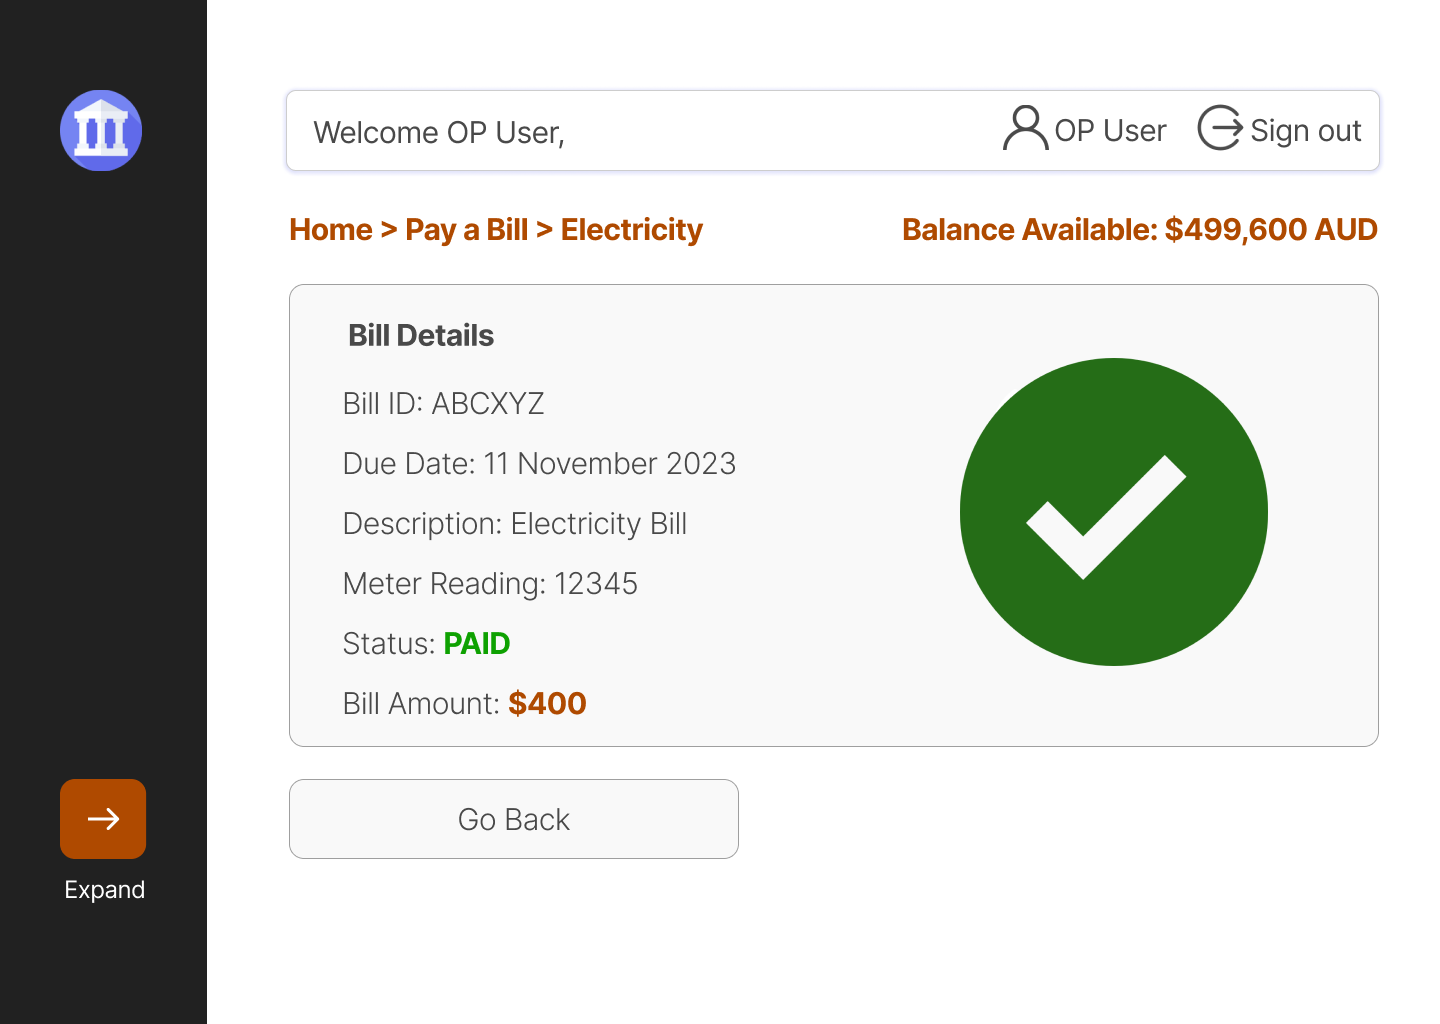 Welcome OP User,
OP User
Sign out
Home > Pay a Bill > Electricity
Balance Available: $499,600 AUD
Bill Details
Bill ID: ABCXYZ
Due Date: 11 November 2023
Description: Electricity Bill
Meter Reading: 12345
Status: PAID
Bill Amount: $400
Go Back
Expand